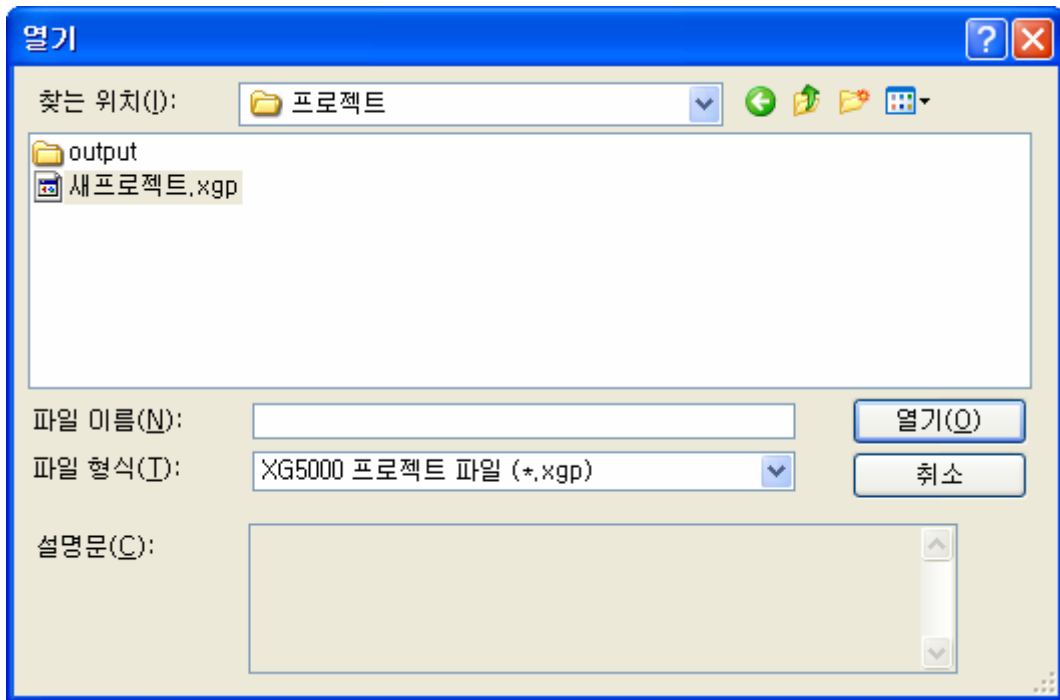 열기
찾는 위치(I): 프로젝트
output
새프로젝트.xgp
파일 이름(N): 열기(O)
파일 형식(T): XG5000 프로젝트 파일 (*.xgp) 취소
설명문(C):